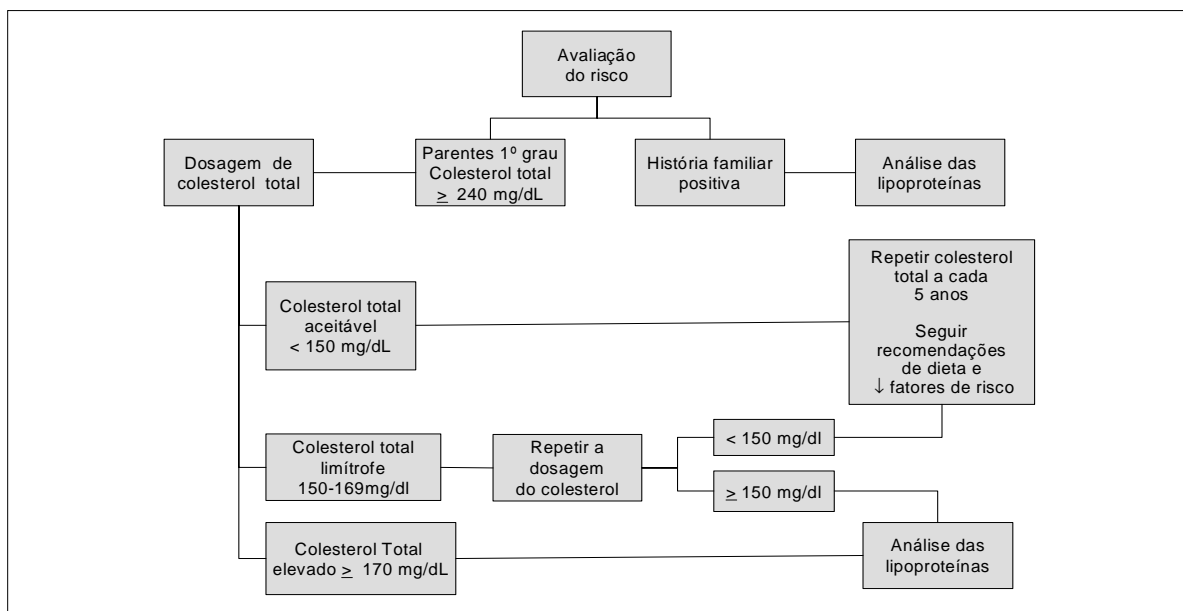 Avaliação
do risco
Dosagem de
colesterol total
Parentes 1º grau
Colesterol total
≥ 240 mg/dL
História familiar
positiva
Análise das
lipoproteínas
Colesterol total
aceitável
< 150 mg/dL
Repetir colesterol
total a cada
5 anos
Seguir
recomendações
de dieta e
↓ fatores de risco
Colesterol total
limítrofe
150-169mg/dl
Repetir a
dosagem
do colesterol
< 150 mg/dl
≥ 150 mg/dl
Colesterol Total
elevado ≥ 170 mg/dL
Análise das
lipoproteínas